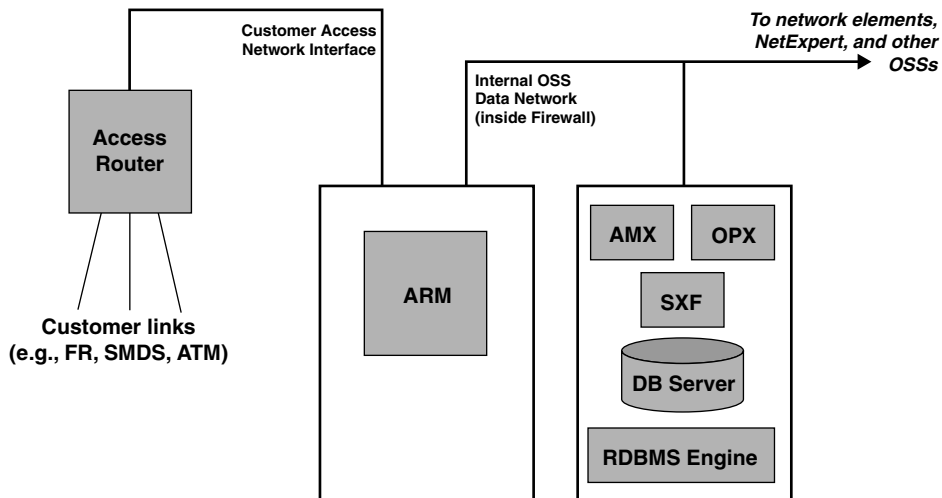 Customer Access
Network Interface
To network elements,
NetExpert, and other
OSSs
Internal OSS
Data Network
(inside Firewall)
Access
Router
AMX
OPX
ARM
SXF
Customer links
(e.g., FR, SMDS, ATM)
DB Server
RDBMS Engine